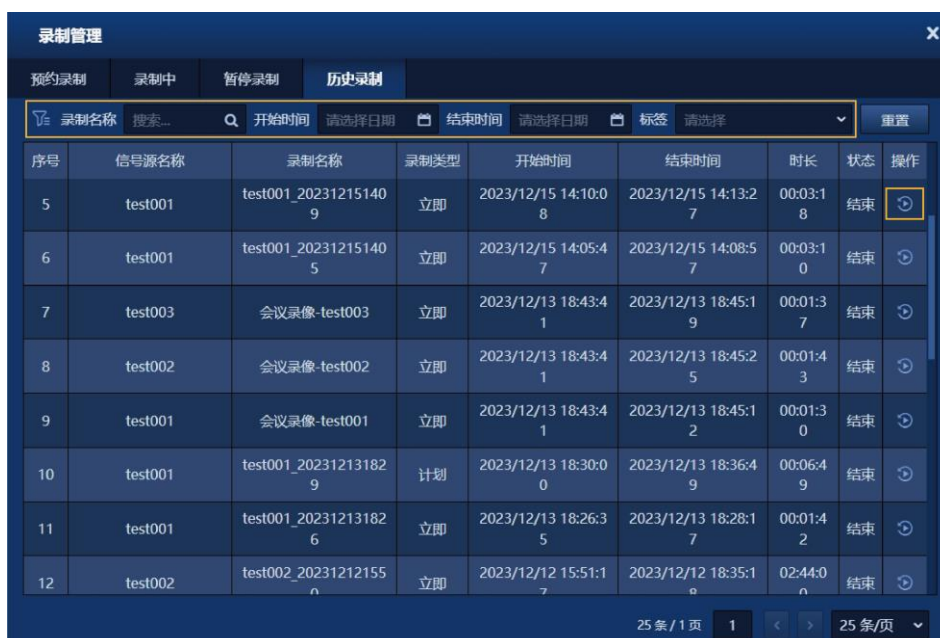 录制管理
预约录制 录制中 暂停录制 历史录制
录制名称 搜索... 开始时间 请选择日期 结束时间 请选择日期 标签 请选择 重置
序号 信号源名称 录制名称 录制类型 开始时间 结束时间 时长 状态 操作
5 test001 test001_20231215140
9 立即 2023/12/15 14:10:0
8 2023/12/15 14:13:2
7 00:03:1
8 结束
6 test001 test001_20231215140
5 立即 2023/12/15 14:05:4
7 2023/12/15 14:08:5
7 00:03:1
0 结束
7 test003 会议录像-test003 立即 2023/12/13 18:43:4
1 2023/12/13 18:45:1
9 00:01:3
7 结束
8 test002 会议录像-test002 立即 2023/12/13 18:43:4
1 2023/12/13 18:45:2
5 00:01:4
3 结束
9 test001 会议录像-test001 立即 2023/12/13 18:43:4
1 2023/12/13 18:45:1
2 00:01:3
0 结束
10 test001 test001_20231213182
9 计划 2023/12/13 18:30:0
0 2023/12/13 18:36:4
9 00:06:4
9 结束
11 test001 test001_20231213182
6 立即 2023/12/13 18:26:3
5 2023/12/13 18:28:1
7 00:01:4
2 结束
12 test002 test002_20231212155
立即 2023/12/12 15:51:1
2023/12/12 18:35:1
02:44:0
结束
25 条 / 1 页 1 25 条/页